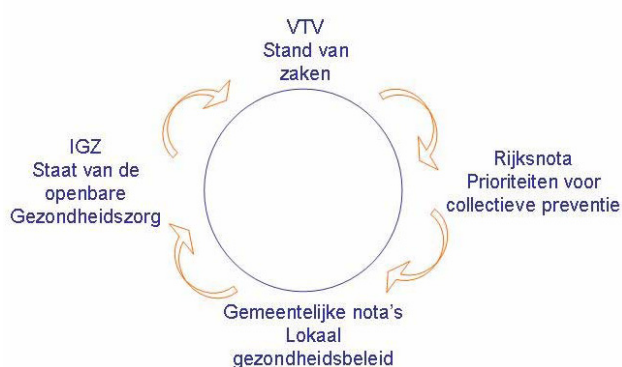 VTV
Stand van
zaken
Rijksnota
Prioriteiten voor
collectieve preventie
Gemeentelijke nota's
Lokaal
gezondheidsbeleid
IGZ
Staat van de
openbare
Gezondheidszorg